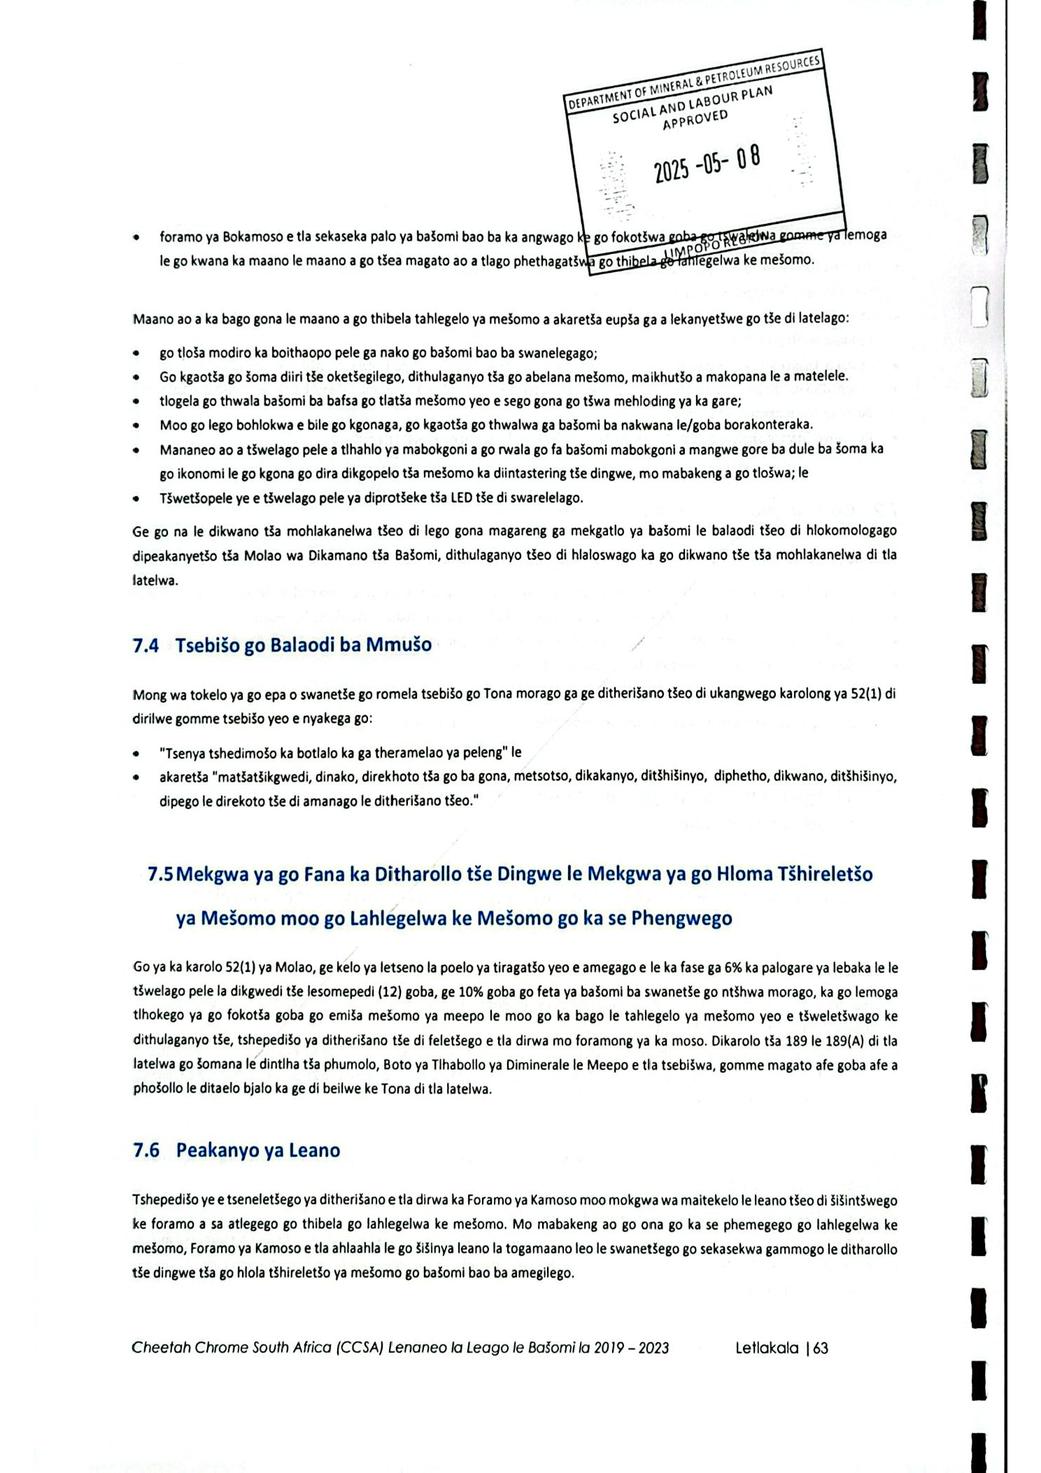 DEPARTMENT OF MINERAL & PETROLEUM RESOURCES
SOCIAL AND LABOUR PLAN
APPROVED
2025 -05- 08
LIMPOPO REGION
• foramo ya Bokamoso e tla sekaseka palo ya bašomi bao ba ka angwago ke go fokotšwa goba go tswalelwa gomme ya lemoga
le go kwana ka maano le maano a go tšea magato ao a tlago phethagatšwa go thibela go lahlegelwa ke mešomo.
Maano ao a ka bago gona le maano a go thibela tahlegelo ya mešomo a akaretša eupša ga a lekanyetšwe go tše di latelago:
• go tloša modiro ka boithaopo pele ga nako go bašomi bao ba swanelegago;
• Go kgaotša go šoma diiri tše oketšegilego, dithulaganyo tša go abelana mešomo, maikhutšo a makopana le a matelele.
• tlogela go thwala bašomi ba bafsa go tlatša mešomo yeo e sego gona go tšwa mehloding ya ka gare;
• Moo go lego bohlokwa e bile go kgonaga, go kgaotša go thwalwa ga bašomi ba nakwana le/goba borakonteraka.
• Mananeo ao a tšwelago pele a tlhahlo ya mabokgoni a go rwala go fa bašomi mabokgoni a mangwe gore ba dule ba šoma ka
go ikonomi le go kgona go dira dikgopelo tša mešomo ka diintastering tše dingwe, mo mabakeng a go tlošwa; le
• Tšwetšopele ye e tšwelago pele ya diprotšeke tša LED tše di swarelelago.
Ge go na le dikwano tša mohlakanelwa tšeo di lego gona magareng ga mekgatlo ya bašomi le balaodi tšeo di hlokomologago
dipeakanyetšo tša Molao wa Dikamano tša Bašomi, dithulaganyo tšeo di hlaloswago ka go dikwano tše tša mohlakanelwa di tla
latelwa.
7.4 Tsebišo go Balaodi ba Mmušo
Mong wa tokelo ya go epa o swanetše go romela tsebišo go Tona morago ga ge ditherišano tšeo di ukangwego karolong ya 52(1) di
dirilwe gomme tsebišo yeo e nyakega go:
• "Tsenya tshedimošo ka botlalo ka ga theramelao ya peleng" le
• akaretša "matšatšikgwedi, dinako, direkhoto tša go ba gona, metsotso, dikakanyo, ditšhišinyo, diphetho, dikwano, ditšhišinyo,
dipego le direkoto tše di amanago le ditherišano tšeo."
7.5 Mekgwa ya go Fana ka Ditharollo tše Dingwe le Mekgwa ya go Hloma Tšhireletšo
ya Mešomo moo go Lahlegelwa ke Mešomo go ka se Phengwego
Go ya ka karolo 52(1) ya Molao, ge kelo ya letseno la poelo ya tiragatšo yeo e amegago e le ka fase ga 6% ka palogare ya lebaka le le
tšwelago pele la dikgwedi tše lesomepedi (12) goba, ge 10% goba go feta ya bašomi ba swanetše go ntšhwa morago, ka go lemoga
tlhokego ya go fokotša goba go emiša mešomo ya meepo le moo go ka bago le tahlegelo ya mešomo yeo e tšweletšwago ke
dithulaganyo tše, tshepedišo ya ditherišano tše di feletšego e tla dirwa mo foramong ya ka moso. Dikarolo tša 189 le 189(A) di tla
latelwa go šomana le dintlha tša phumolo, Boto ya Tlhabollo ya Diminerale le Meepo e tla tsebišwa, gomme magato afe goba afe a
phošollo le ditaelo bjalo ka ge di beilwe ke Tona di tla latelwa.
7.6 Peakanyo ya Leano
Tshepedišo ye e tseneletšego ya ditherišano e tla dirwa ka Foramo ya Kamoso moo mokgwa wa maitekelo le leano tšeo di šišintšwego
ke foramo a sa atlegego go thibela go lahlegelwa ke mešomo. Mo mabakeng ao go ona go ka se phemegego go lahlegelwa ke
mešomo, Foramo ya Kamoso e tla ahlaahla le go šišinya leano la togamaano leo le swanetšego go sekasekwa gammogo le ditharollo
tše dingwe tša go hlola tšhireletšo ya mešomo go bašomi bao ba amegilego.
Cheetah Chrome South Africa (CCSA) Lenaneo la Leago le Bašomi la 2019 – 2023 Letlakala | 63